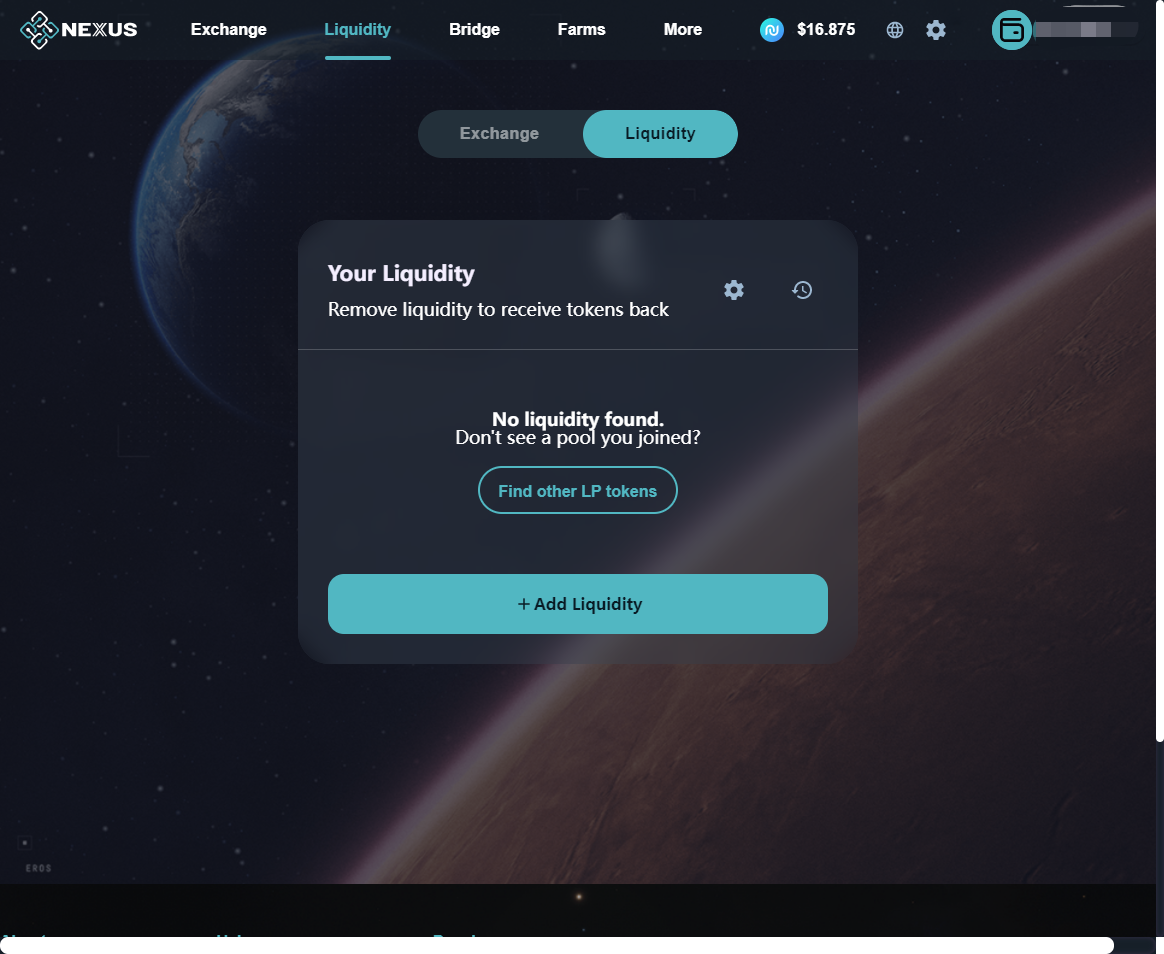 NEXUS
Exchange
Liquidity
Bridge
Farms
More
$16.875
Exchange
Liquidity
Your Liquidity
Remove liquidity to receive tokens back
No liquidity found.
Don't see a pool you joined?
Find other LP tokens
+ Add Liquidity
EROS